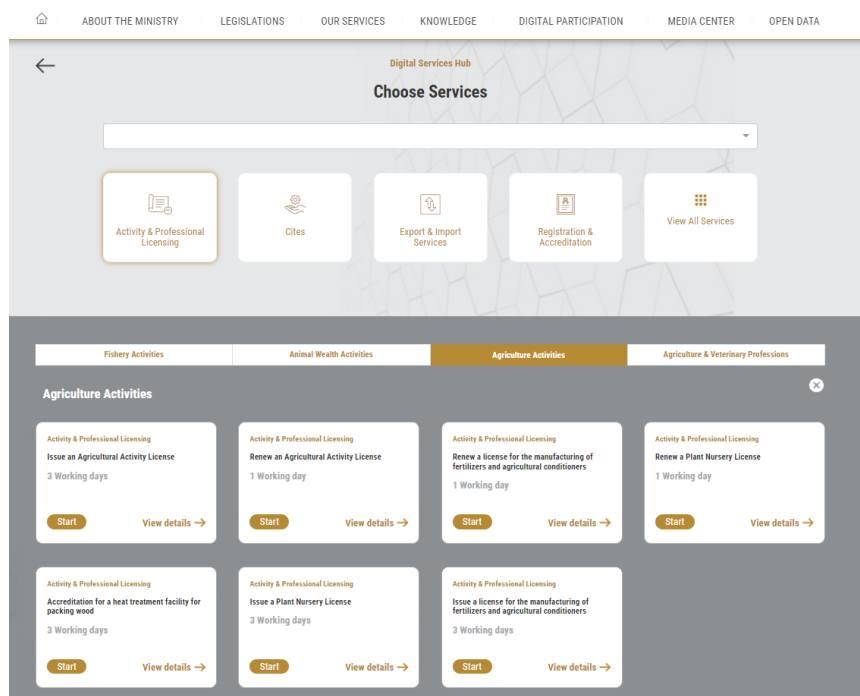 ABOUT THE MINISTRY LEGISLATIONS OUR SERVICES KNOWLEDGE DIGITAL PARTICIPATION MEDIA CENTER OPEN DATA
Digital Services Hub
Choose Services
Activity & Professional
Licensing
Cites
Export & Import
Services
Registration &
Accreditation
View All Services
Fishery Activities
Animal Wealth Activities
Agriculture Activities
Agriculture & Veterinary Professions
Agriculture Activities
Activity & Professional Licensing
Issue an Agricultural Activity License
3 Working days
Start View details
Activity & Professional Licensing
Renew an Agricultural Activity License
1 Working day
Start View details
Activity & Professional Licensing
Renew a license for the manufacturing of
fertilizers and agricultural conditioners
1 Working day
Start View details
Activity & Professional Licensing
Renew a Plant Nursery License
1 Working day
Start View details
Activity & Professional Licensing
Accreditation for a heat treatment facility for
packing wood
3 Working days
Start View details
Activity & Professional Licensing
Issue a Plant Nursery License
3 Working days
Start View details
Activity & Professional Licensing
Issue a license for the manufacturing of
fertilizers and agricultural conditioners
3 Working days
Start View details